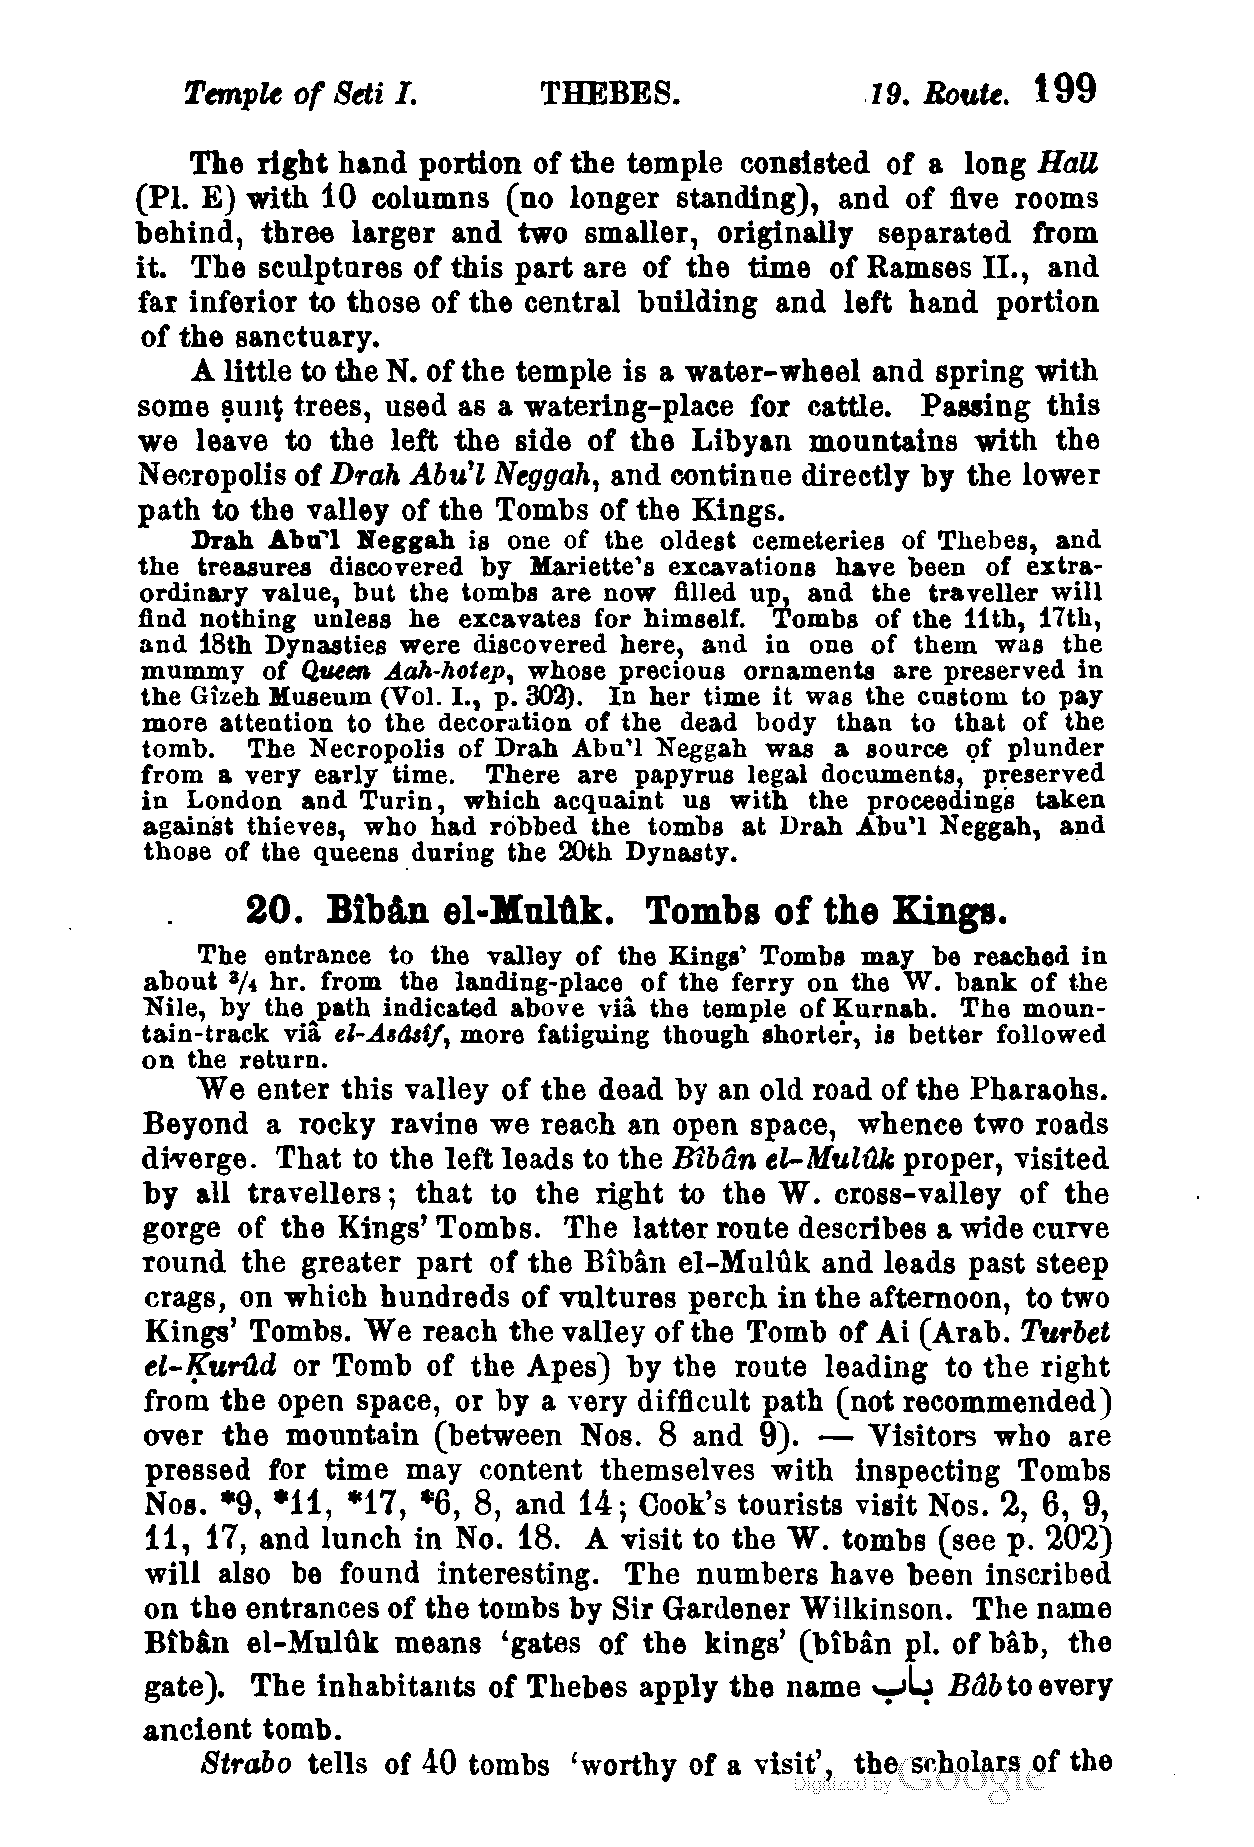 Temple of Seti I. THEBES. 19. Route. 199
The right hand portion of the temple consisted of a long Hall
(Pl. E) with 10 columns (no longer standing), and of five rooms
behind, three larger and two smaller, originally separated from
it. The sculptures of this part are of the time of Ramses II., and
far inferior to those of the central building and left hand portion
of the sanctuary.
A little to the N. of the temple is a water-wheel and spring with
some ṣunṭ trees, used as a watering-place for cattle. Passing this
we leave to the left the side of the Libyan mountains with the
Necropolis of Drah Abu'l Neggah, and continue directly by the lower
path to the valley of the Tombs of the Kings.
Drah Abu'l Neggah is one of the oldest cemeteries of Thebes, and
the treasures discovered by Mariette's excavations have been of extra-
ordinary value, but the tombs are now filled up, and the traveller will
find nothing unless he excavates for himself. Tombs of the 11th, 17th,
and 18th Dynasties were discovered here, and in one of them was the
mummy of Queen Aah-hotep, whose precious ornaments are preserved in
the Gîzeh Museum (Vol. I., p. 302). In her time it was the custom to pay
more attention to the decoration of the dead body than to that of the
tomb. The Necropolis of Drah Abu'l Neggah was a source of plunder
from a very early time. There are papyrus legal documents, preserved
in London and Turin, which acquaint us with the proceedings taken
against thieves, who had robbed the tombs at Drah Abu'l Neggah, and
those of the queens during the 20th Dynasty.
20. Bîbân el-Mulûk. Tombs of the Kings.
The entrance to the valley of the Kings' Tombs may be reached in
about 3/4 hr. from the landing-place of the ferry on the W. bank of the
Nile, by the path indicated above viâ the temple of Ḳurnah. The moun-
tain-track viâ el-Asâsîf, more fatiguing though shorter, is better followed
on the return.
We enter this valley of the dead by an old road of the Pharaohs.
Beyond a rocky ravine we reach an open space, whence two roads
diverge. That to the left leads to the Bîbân el-Mulûk proper, visited
by all travellers; that to the right to the W. cross-valley of the
gorge of the Kings' Tombs. The latter route describes a wide curve
round the greater part of the Bîbân el-Mulûk and leads past steep
crags, on which hundreds of vultures perch in the afternoon, to two
Kings' Tombs. We reach the valley of the Tomb of Ai (Arab. Turbet
el-Ḳurûd or Tomb of the Apes) by the route leading to the right
from the open space, or by a very difficult path (not recommended)
over the mountain (between Nos. 8 and 9). — Visitors who are
pressed for time may content themselves with inspecting Tombs
Nos. *9, *11, *17, *6, 8, and 14; Cook's tourists visit Nos. 2, 6, 9,
11, 17, and lunch in No. 18. A visit to the W. tombs (see p. 202)
will also be found interesting. The numbers have been inscribed
on the entrances of the tombs by Sir Gardener Wilkinson. The name
Bîbân el-Mulûk means 'gates of the kings' (bîbân pl. of bâb, the
gate). The inhabitants of Thebes apply the name باب Bâb to every
ancient tomb.
Strabo tells of 40 tombs 'worthy of a visit', the scholars of the
Digitized by Google